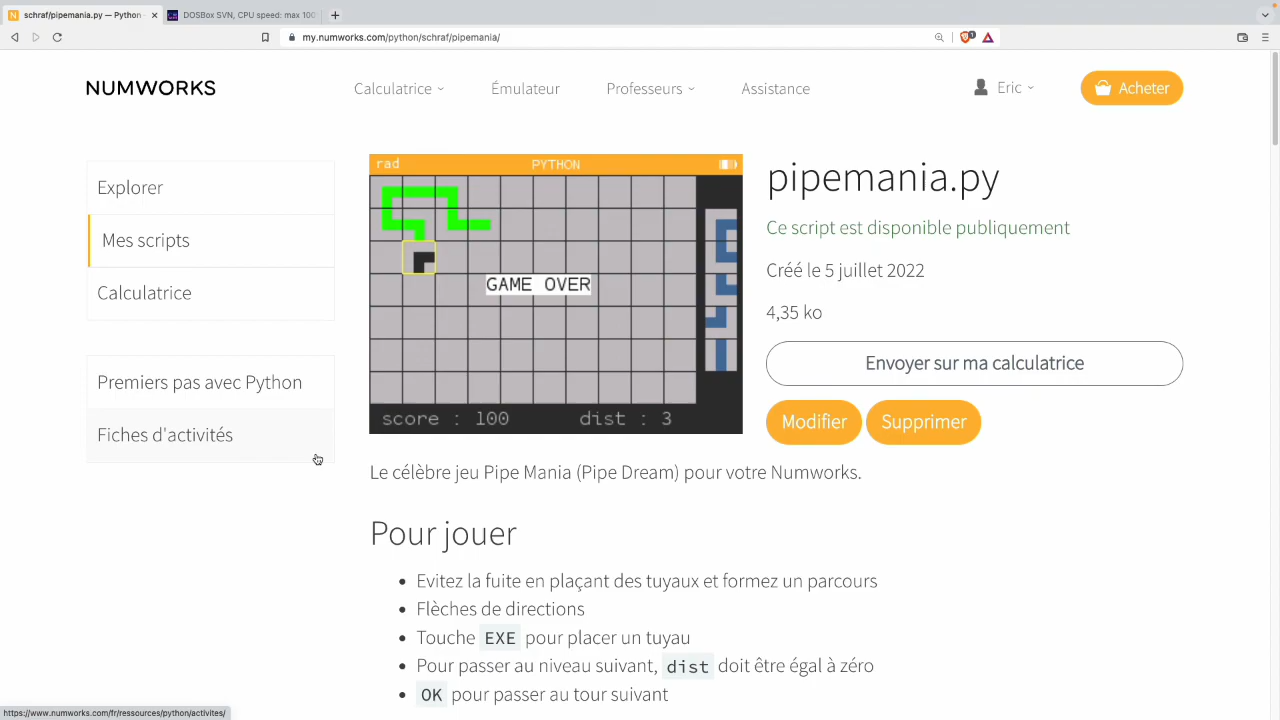 schraf/pipemania.py — Python
DOSBox SVN, CPU speed: max 100
my.numworks.com/python/schraf/pipemania/
1
NUMWORKS
Calculatrice
Émulateur
Professeurs
Assistance
Eric
Acheter
Explorer
Mes scripts
Calculatrice
Premiers pas avec Python
Fiches d'activités
rad
PYTHON
GAME OVER
score : 100
dist : 3
pipemania.py
Ce script est disponible publiquement
Créé le 5 juillet 2022
4,35 ko
Envoyer sur ma calculatrice
Modifier
Supprimer
Le célèbre jeu Pipe Mania (Pipe Dream) pour votre Numworks.
Pour jouer
Evitez la fuite en plaçant des tuyaux et formez un parcours
Flèches de directions
Touche EXE pour placer un tuyau
Pour passer au niveau suivant, dist doit être égal à zéro
OK pour passer au tour suivant
https://www.numworks.com/fr/ressources/python/activites/